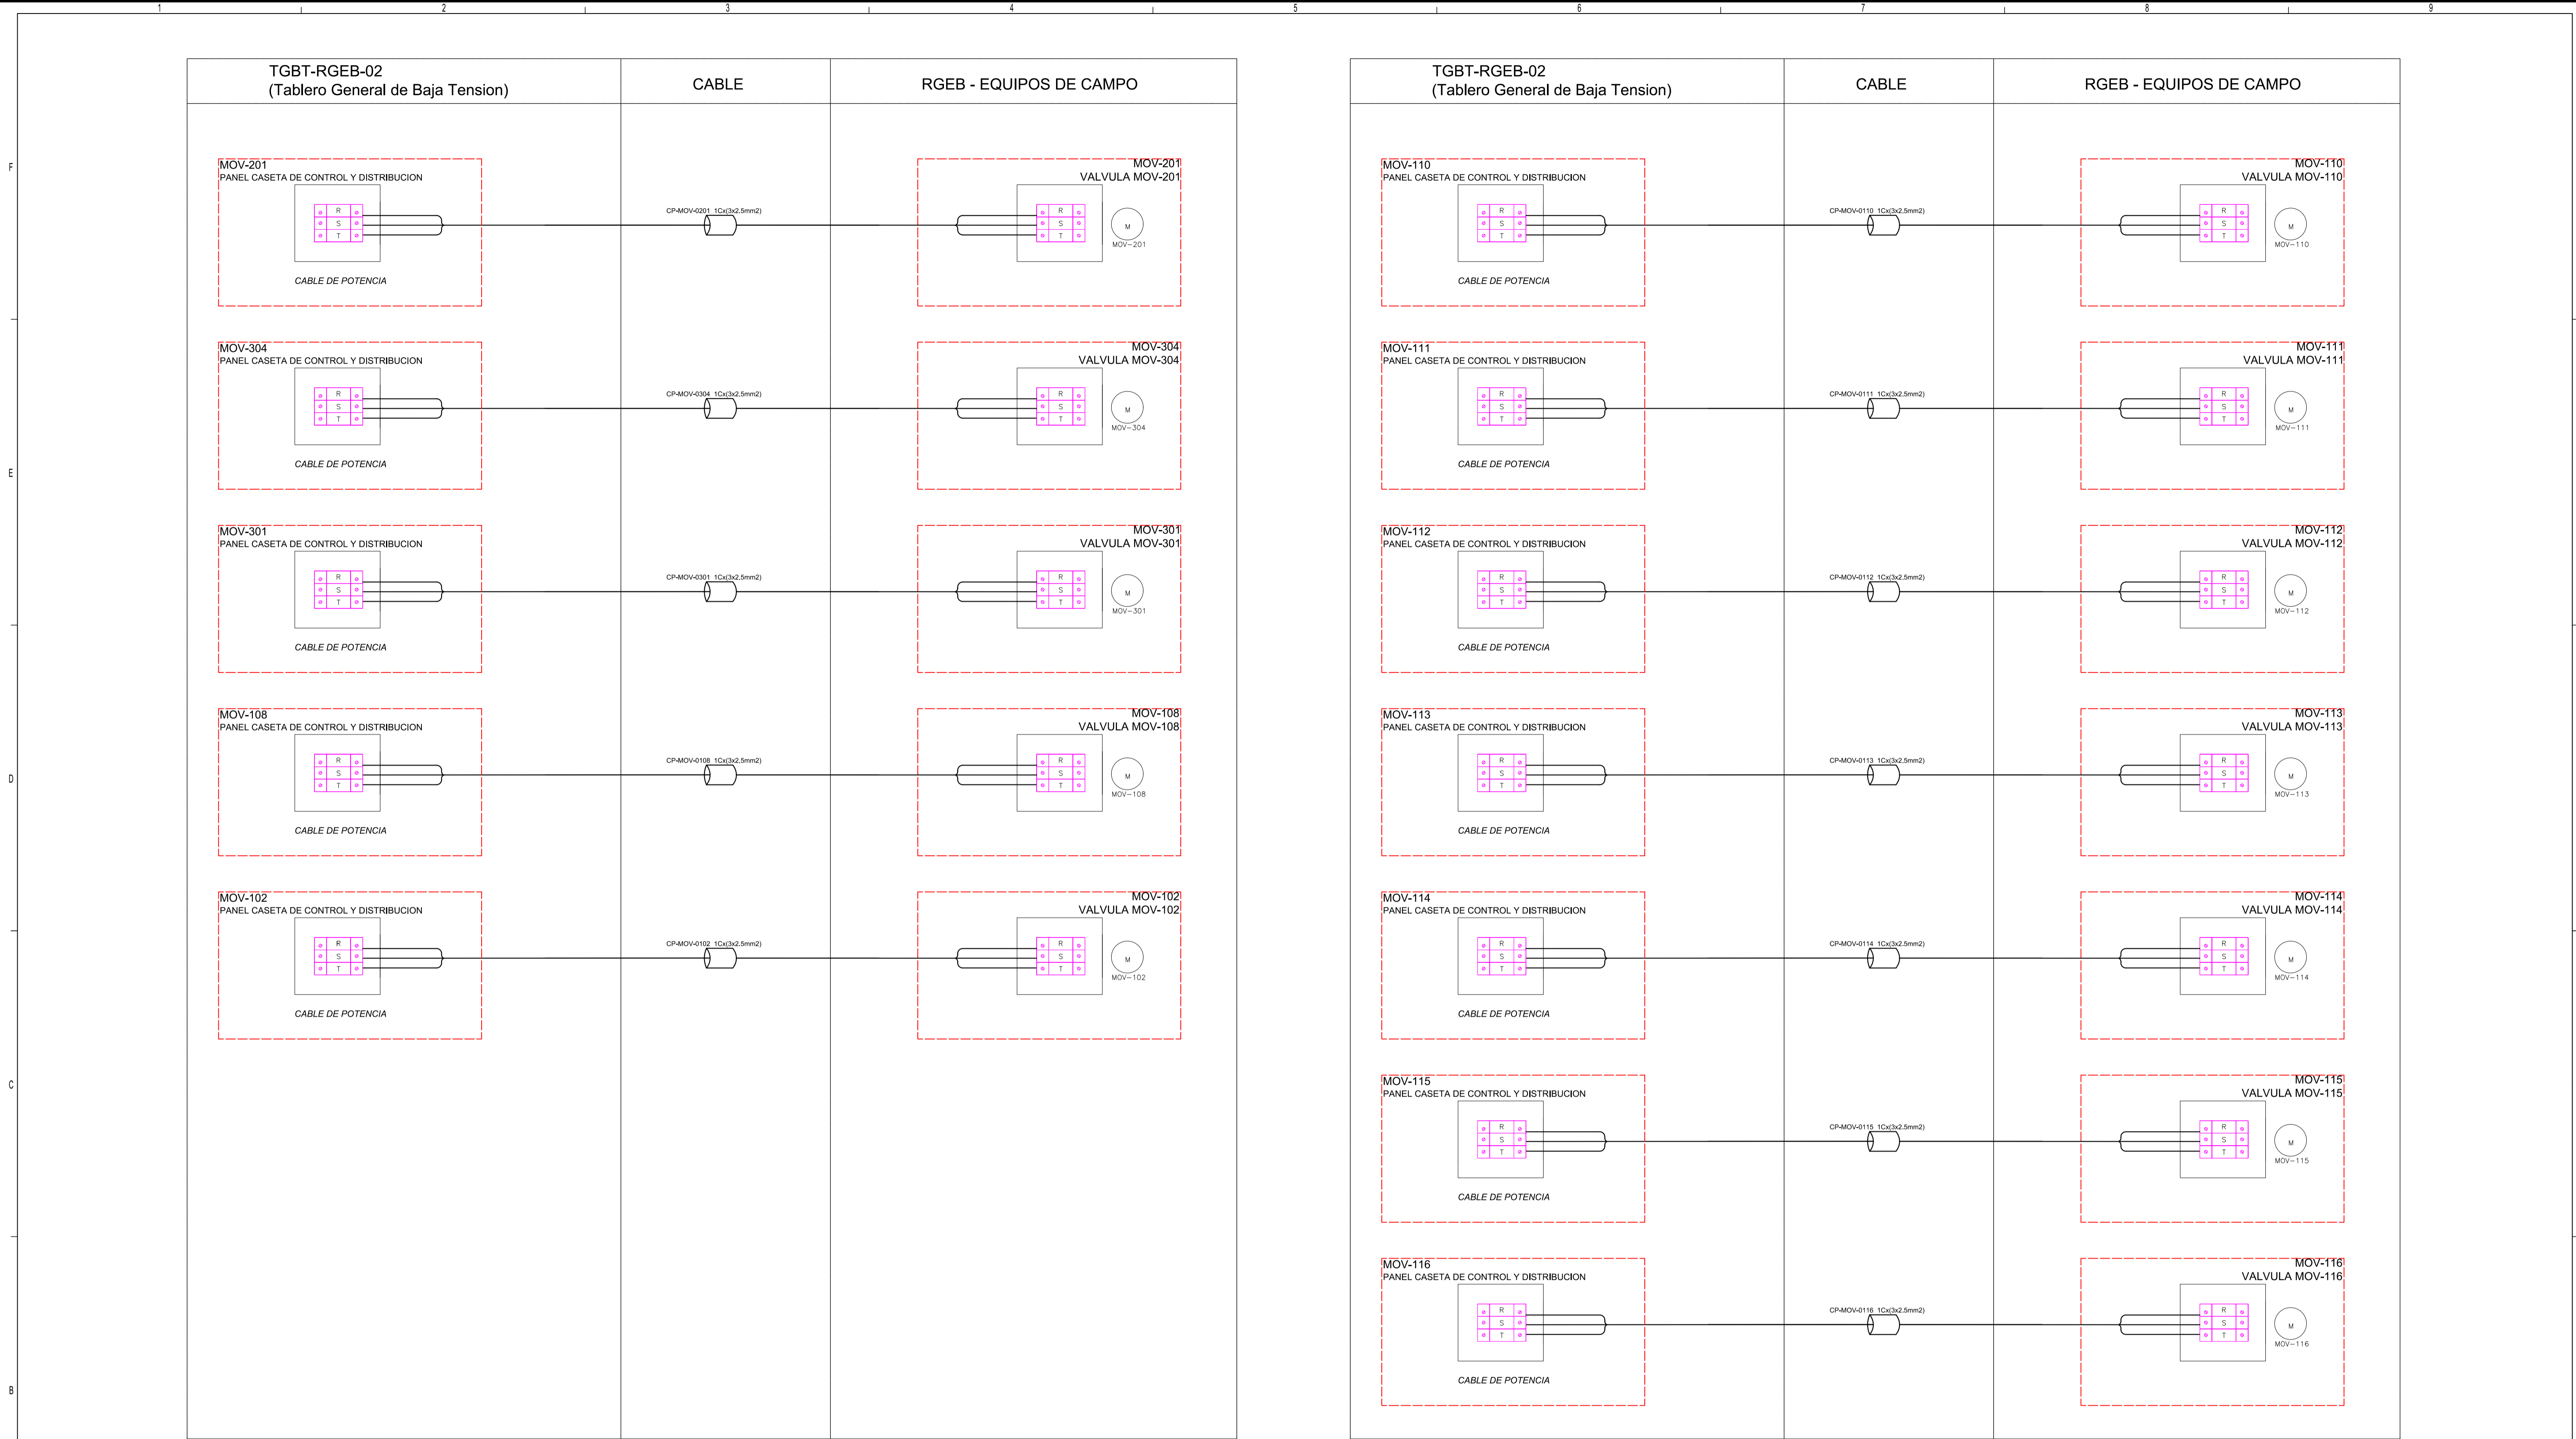 1 2 3 4 5 6 7 8 9
F
E
D
C
B
TGBT-RGEB-02
(Tablero General de Baja Tension)
CABLE
RGEB - EQUIPOS DE CAMPO
MOV-201
PANEL CASETA DE CONTROL Y DISTRIBUCION
R
S
T
CABLE DE POTENCIA
CP-MOV-0201 1Cx(3x2.5mm2)
MOV-201
VALVULA MOV-201
R
S
T
M
MOV-201
MOV-304
PANEL CASETA DE CONTROL Y DISTRIBUCION
R
S
T
CABLE DE POTENCIA
CP-MOV-0304 1Cx(3x2.5mm2)
MOV-304
VALVULA MOV-304
R
S
T
M
MOV-304
MOV-301
PANEL CASETA DE CONTROL Y DISTRIBUCION
R
S
T
CABLE DE POTENCIA
CP-MOV-0301 1Cx(3x2.5mm2)
MOV-301
VALVULA MOV-301
R
S
T
M
MOV-301
MOV-108
PANEL CASETA DE CONTROL Y DISTRIBUCION
R
S
T
CABLE DE POTENCIA
CP-MOV-0108 1Cx(3x2.5mm2)
MOV-108
VALVULA MOV-108
R
S
T
M
MOV-108
MOV-102
PANEL CASETA DE CONTROL Y DISTRIBUCION
R
S
T
CABLE DE POTENCIA
CP-MOV-0102 1Cx(3x2.5mm2)
MOV-102
VALVULA MOV-102
R
S
T
M
MOV-102
TGBT-RGEB-02
(Tablero General de Baja Tension)
CABLE
RGEB - EQUIPOS DE CAMPO
MOV-110
PANEL CASETA DE CONTROL Y DISTRIBUCION
R
S
T
CABLE DE POTENCIA
CP-MOV-0110 1Cx(3x2.5mm2)
MOV-110
VALVULA MOV-110
R
S
T
M
MOV-110
MOV-111
PANEL CASETA DE CONTROL Y DISTRIBUCION
R
S
T
CABLE DE POTENCIA
CP-MOV-0111 1Cx(3x2.5mm2)
MOV-111
VALVULA MOV-111
R
S
T
M
MOV-111
MOV-112
PANEL CASETA DE CONTROL Y DISTRIBUCION
R
S
T
CABLE DE POTENCIA
CP-MOV-0112 1Cx(3x2.5mm2)
MOV-112
VALVULA MOV-112
R
S
T
M
MOV-112
MOV-113
PANEL CASETA DE CONTROL Y DISTRIBUCION
R
S
T
CABLE DE POTENCIA
CP-MOV-0113 1Cx(3x2.5mm2)
MOV-113
VALVULA MOV-113
R
S
T
M
MOV-113
MOV-114
PANEL CASETA DE CONTROL Y DISTRIBUCION
R
S
T
CABLE DE POTENCIA
CP-MOV-0114 1Cx(3x2.5mm2)
MOV-114
VALVULA MOV-114
R
S
T
M
MOV-114
MOV-115
PANEL CASETA DE CONTROL Y DISTRIBUCION
R
S
T
CABLE DE POTENCIA
CP-MOV-0115 1Cx(3x2.5mm2)
MOV-115
VALVULA MOV-115
R
S
T
M
MOV-115
MOV-116
PANEL CASETA DE CONTROL Y DISTRIBUCION
R
S
T
CABLE DE POTENCIA
CP-MOV-0116 1Cx(3x2.5mm2)
MOV-116
VALVULA MOV-116
R
S
T
M
MOV-116